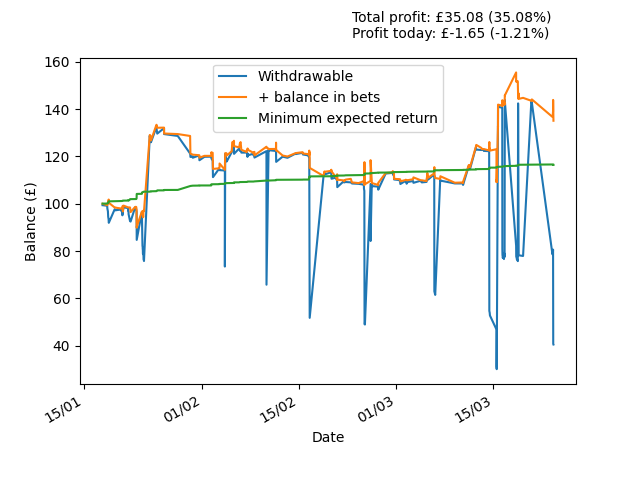 Total profit: £35.08 (35.08%)
Profit today: £-1.65 (-1.21%)
160
140
120
100
80
60
40
Balance (£)
Withdrawable
+ balance in bets
Minimum expected return
15/01
01/02
15/02
01/03
15/03
Date